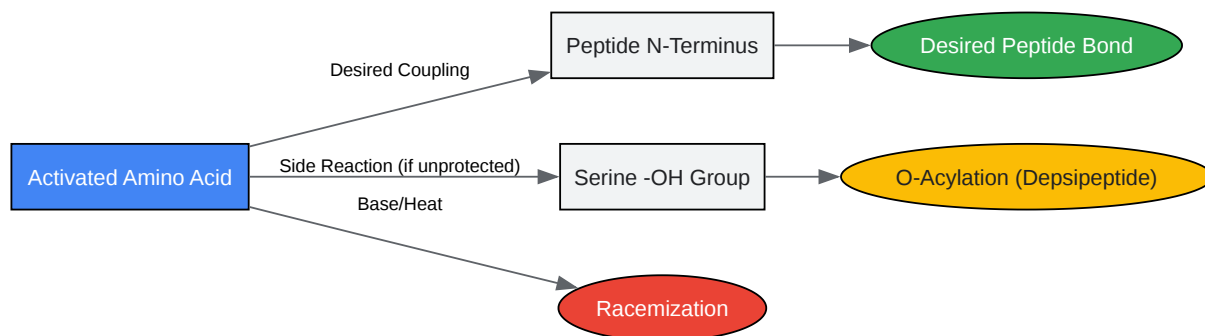 Peptide N-Terminus
Desired Peptide Bond
Desired Coupling
Activated Amino Acid
Side Reaction (if unprotected)
Serine -OH Group
O-Acylation (Depsipeptide)
Base/Heat
Racemization